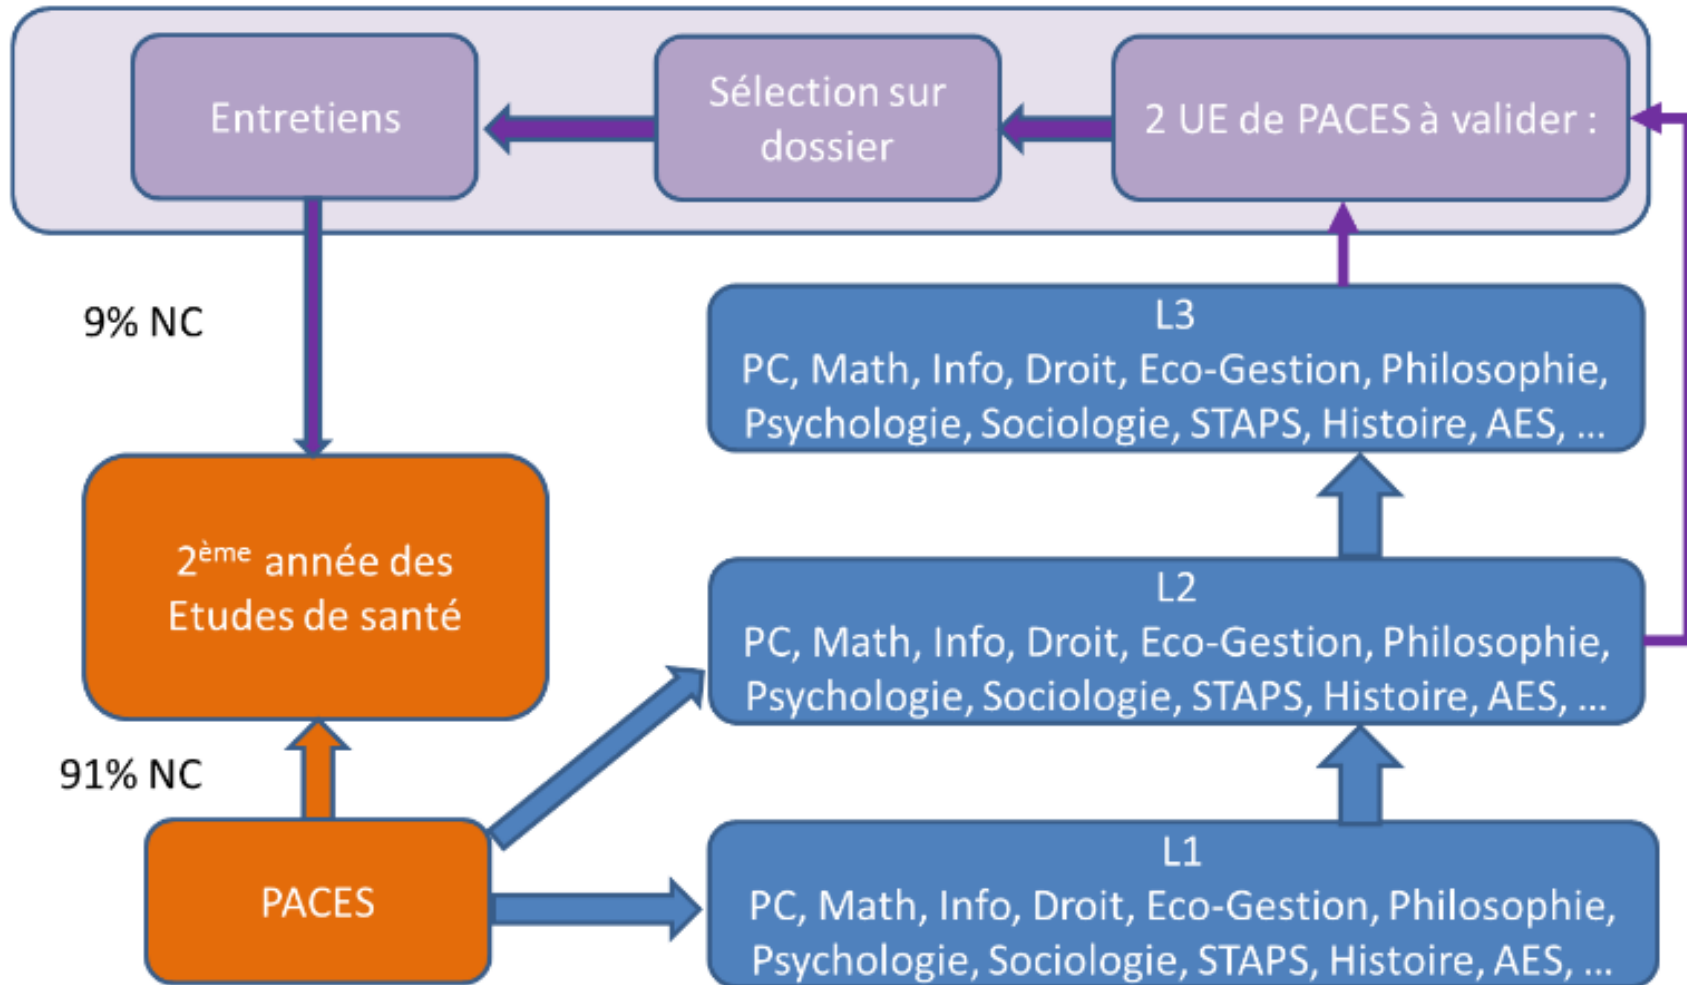 Entretiens
Sélection sur
dossier
2 UE de PACES à valider :
9% NC
L3
PC, Math, Info, Droit, Eco-Gestion, Philosophie,
Psychologie, Sociologie, STAPS, Histoire, AES, ...
2ème année des
Etudes de santé
L2
PC, Math, Info, Droit, Eco-Gestion, Philosophie,
Psychologie, Sociologie, STAPS, Histoire, AES, ...
91% NC
PACES
L1
PC, Math, Info, Droit, Eco-Gestion, Philosophie,
Psychologie, Sociologie, STAPS, Histoire, AES, ...